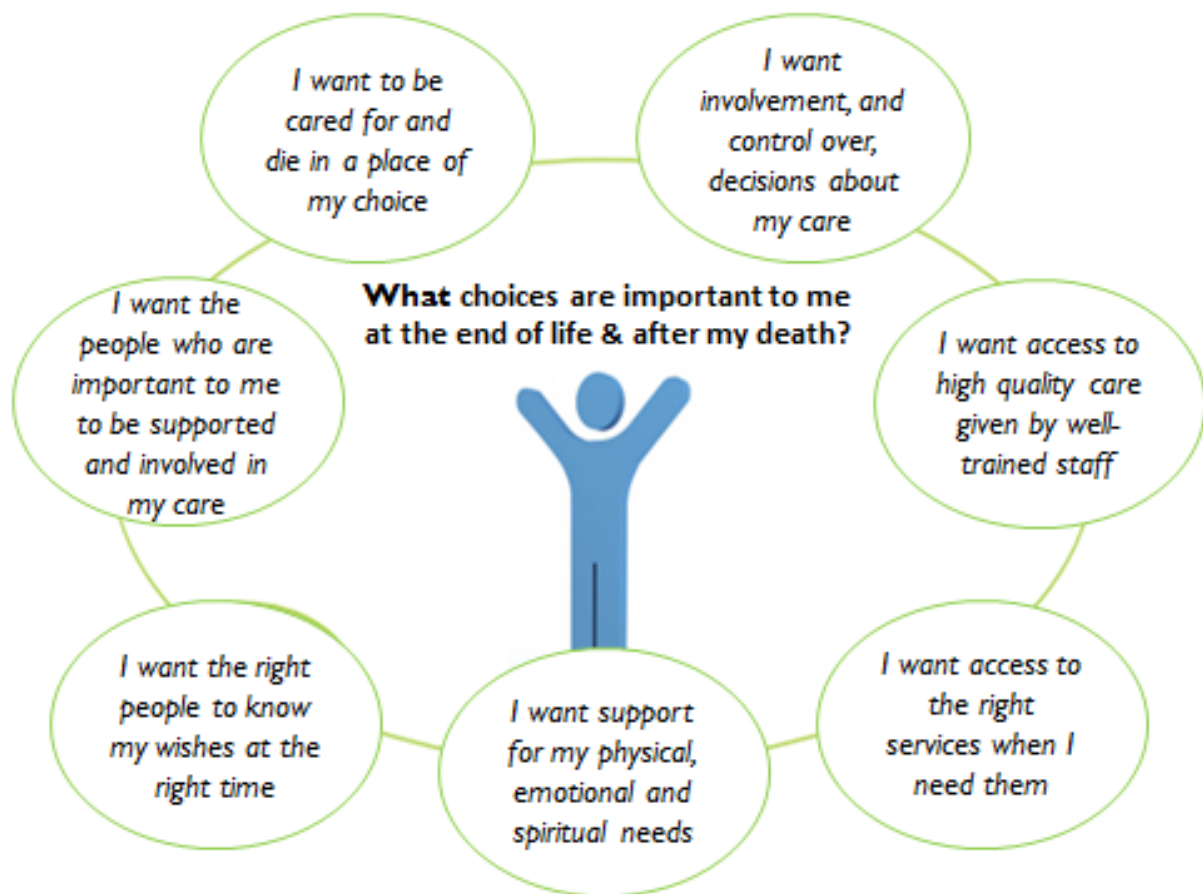 What choices are important to me
at the end of life & after my death?
I want to be
cared for and
die in a place of
my choice
I want
involvement, and
control over,
decisions about
my care
I want access to
high quality care
given by well-
trained staff
I want access to
the right
services when I
need them
I want support
for my physical,
emotional and
spiritual needs
I want the right
people to know
my wishes at the
right time
I want the
people who are
important to me
to be supported
and involved in
my care